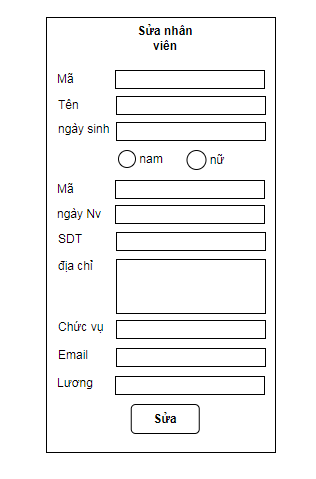 Sửa nhân
viên
Mã
Tên
ngày sinh
nam nữ
Mã
ngày Nv
SDT
địa chỉ
Chức vụ
Email
Lương
Sửa